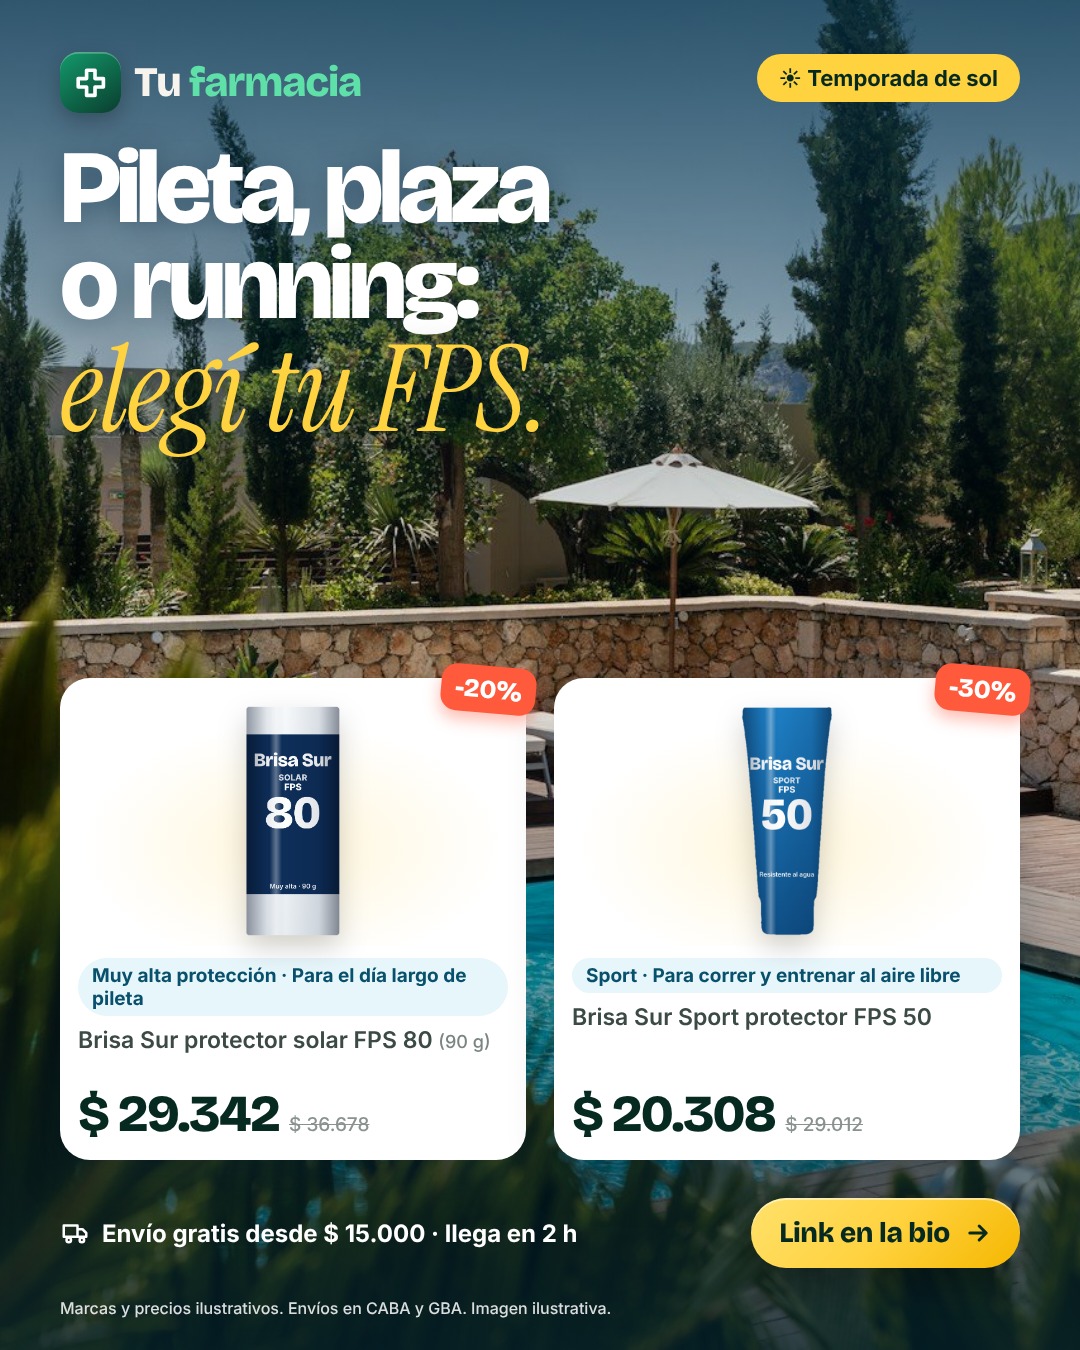 Tu farmacia
Temporada de sol
Pileta, plaza
o running:
elegí tu FPS.
-20%
-30%
Brisa Sur
SOLAR
FPS
80
Muy alta · 90 g
Brisa Sur
SPORT
FPS
50
Resistente al agua
Muy alta protección · Para el día largo de
pileta
Brisa Sur protector solar FPS 80 (90 g)
$ 29.342 $ 36.678
Sport · Para correr y entrenar al aire libre
Brisa Sur Sport protector FPS 50
$ 20.308 $ 29.012
Envío gratis desde $ 15.000 · llega en 2 h
Link en la bio →
Marcas y precios ilustrativos. Envíos en CABA y GBA. Imagen ilustrativa.